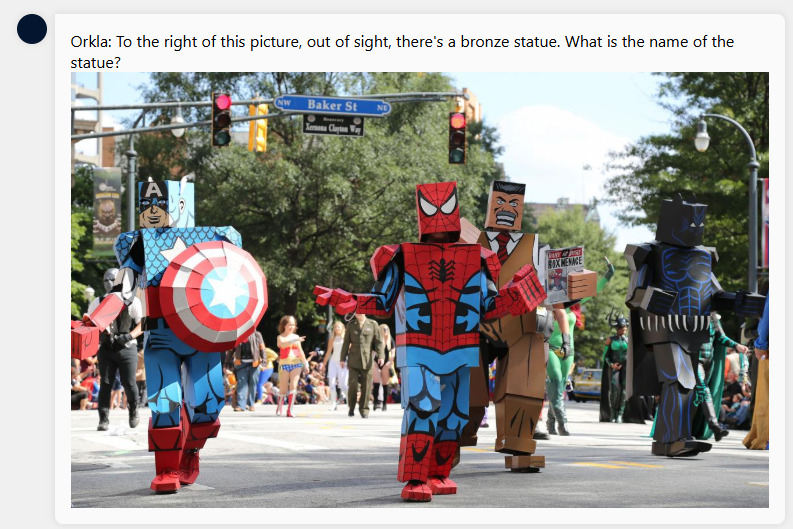 Orkla: To the right of this picture, out of sight, there's a bronze statue. What is the name of the
statue?
NW Baker St NE
Xernona Clayton Way
A
BOX MENACE